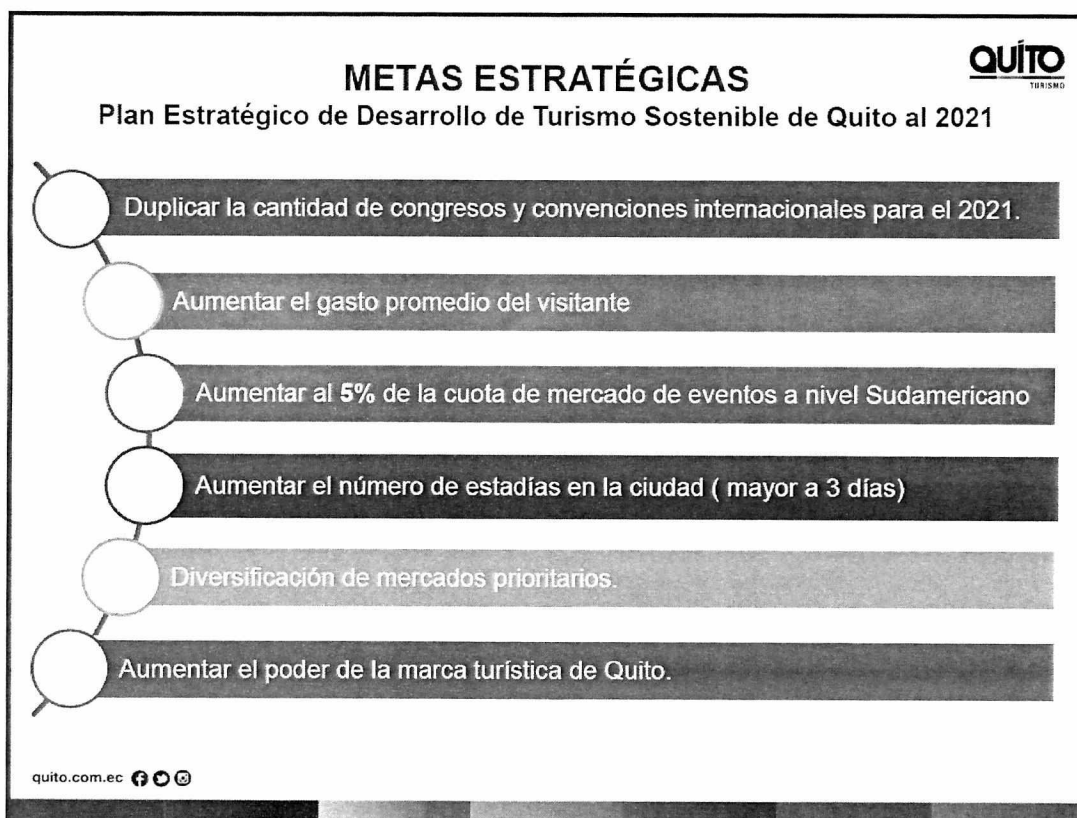 METAS ESTRATÉGICAS
QUÍTO
TURISMO
Plan Estratégico de Desarrollo de Turismo Sostenible de Quito al 2021
Duplicar la cantidad de congresos y convenciones internacionales para el 2021.
Aumentar el gasto promedio del visitante
Aumentar al 5% de la cuota de mercado de eventos a nivel Sudamericano
Aumentar el número de estadías en la ciudad ( mayor a 3 días)
Diversificación de mercados prioritarios.
Aumentar el poder de la marca turística de Quito.
quito.com.ec